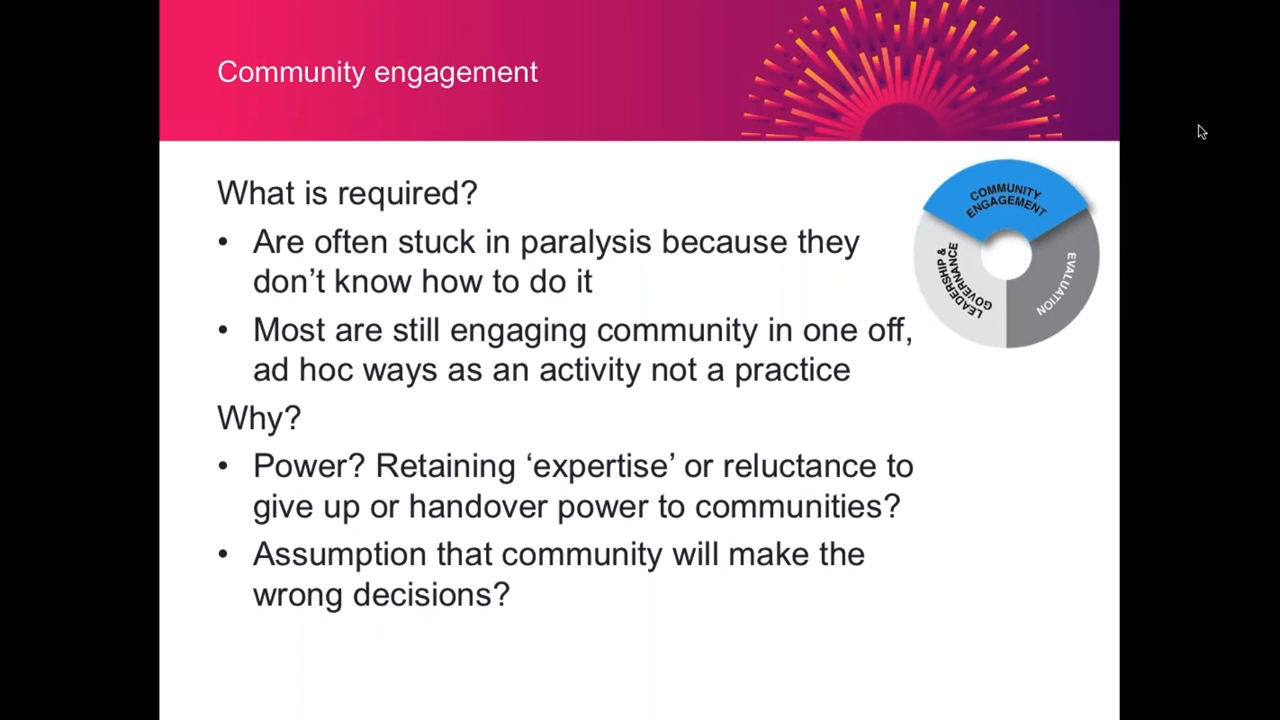 Community engagement
What is required?
• Are often stuck in paralysis because they
don’t know how to do it
• Most are still engaging community in one off,
ad hoc ways as an activity not a practice
Why?
• Power? Retaining ‘expertise’ or reluctance to
give up or handover power to communities?
• Assumption that community will make the
wrong decisions?
COMMUNITY
ENGAGEMENT
LEADERSHIP &
GOVERNANCE
EVALUATION